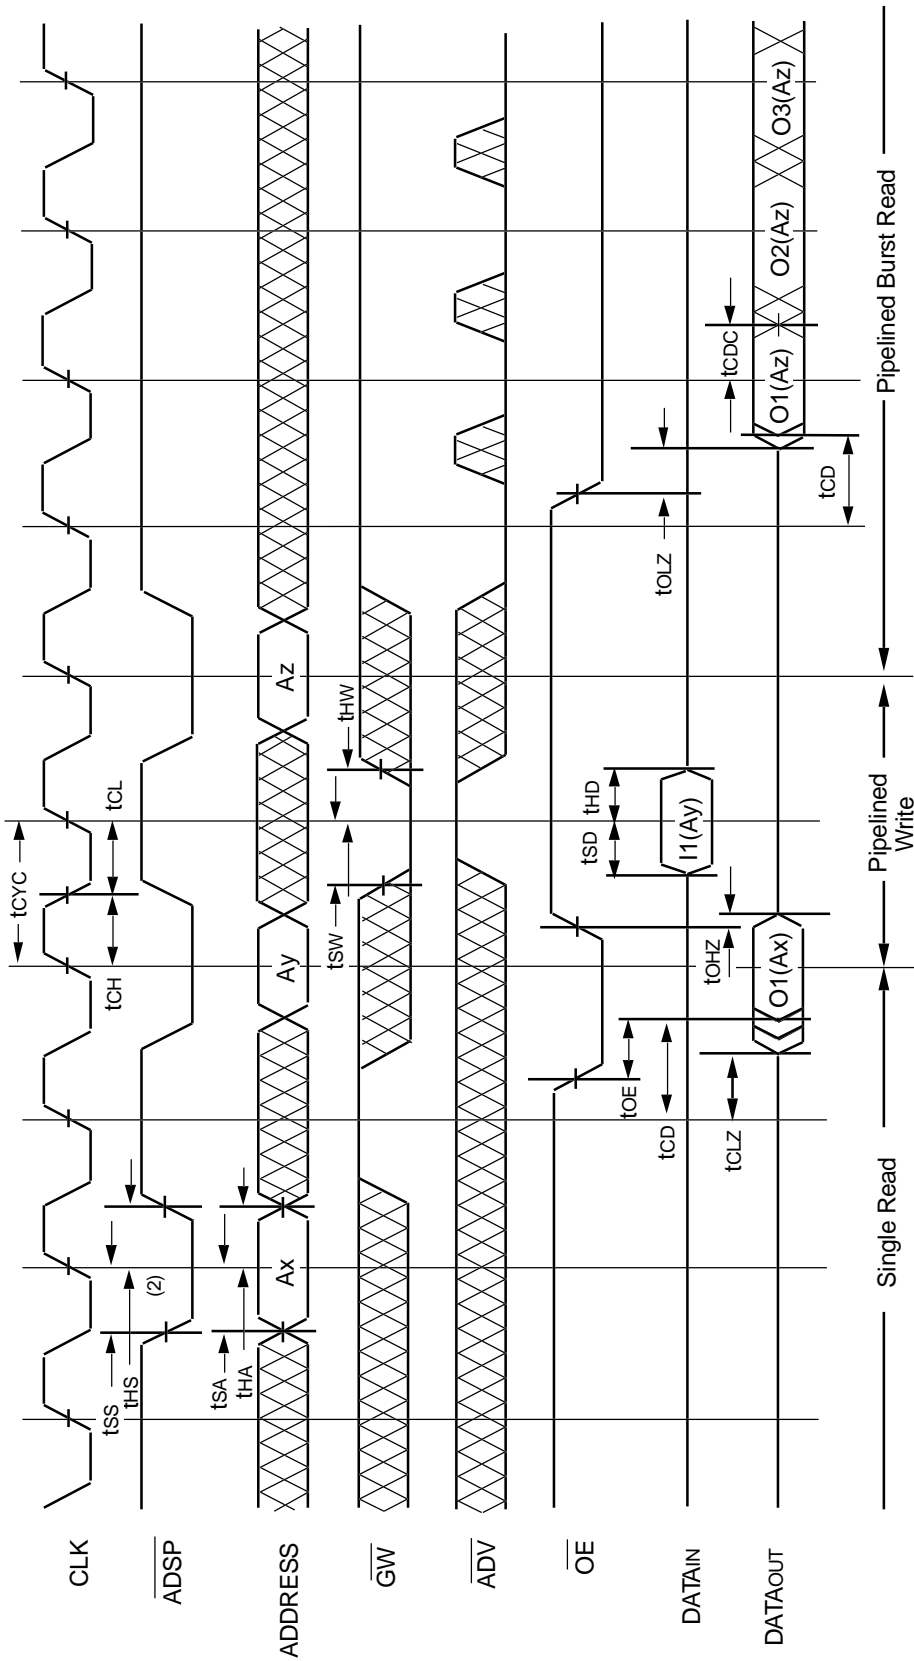 tCYC
tCH
tCL
CLK
tSS
tHS
(2)
ADSP
tSA
tHA
ADDRESS
Ax
Ay
Az
tSW
tHW
GW
ADV
OE
tOE
tOHZ
tOLZ
tSD
tHD
DATAIN
I1(Ay)
tCD
tCLZ
tCDC
tCD
DATAOUT
O1(Ax)
O1(Az)
O2(Az)
O3(Az)
Single Read
Pipelined
Write
Pipelined Burst Read